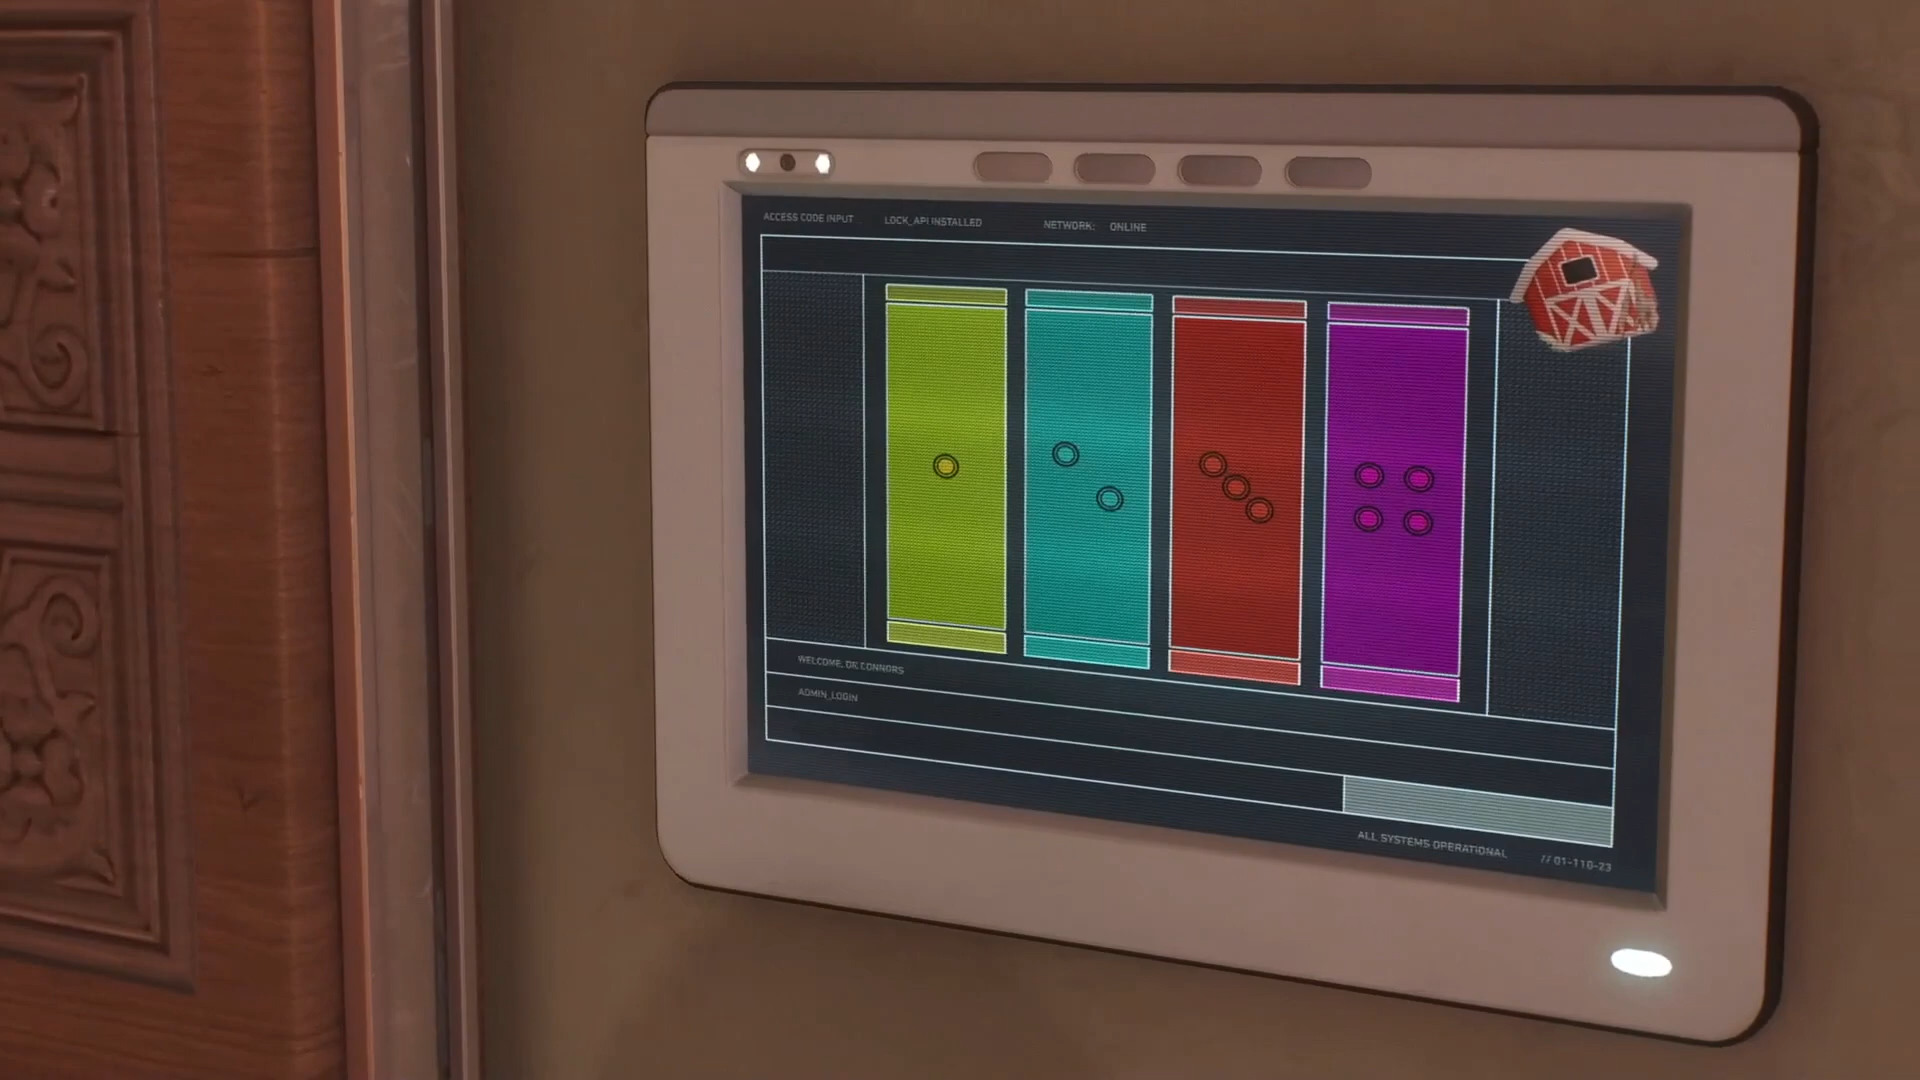 ACCESS CODE INPUT LOCK_API INSTALLED NETWORK: ONLINE
WELCOME, DR. CONNORS
ADMIN_LOGIN
ALL SYSTEMS OPERATIONAL // 01-110-23